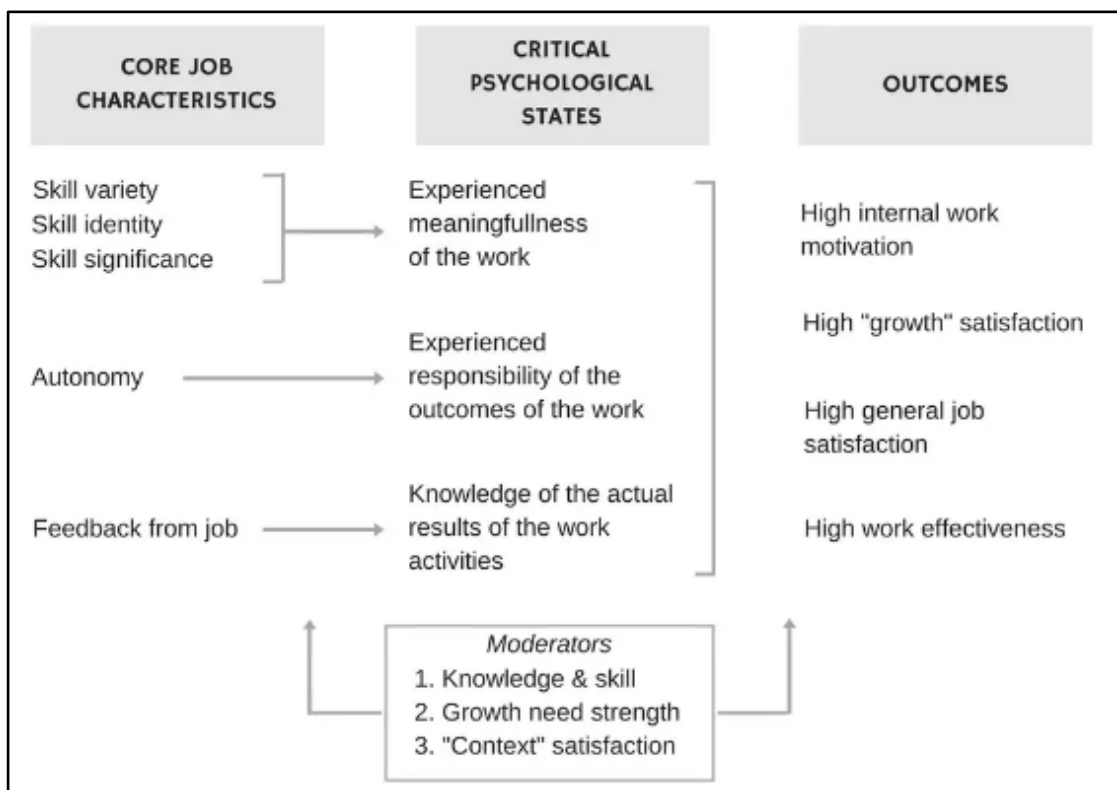 CORE JOB
CHARACTERISTICS
CRITICAL
PSYCHOLOGICAL
STATES
OUTCOMES
Skill variety
Skill identity
Skill significance
Experienced
meaningfullness
of the work
High internal work
motivation
High "growth" satisfaction
Autonomy
Experienced
responsibility of the
outcomes of the work
High general job
satisfaction
Feedback from job
Knowledge of the actual
results of the work
activities
High work effectiveness
Moderators
1. Knowledge & skill
2. Growth need strength
3. "Context" satisfaction